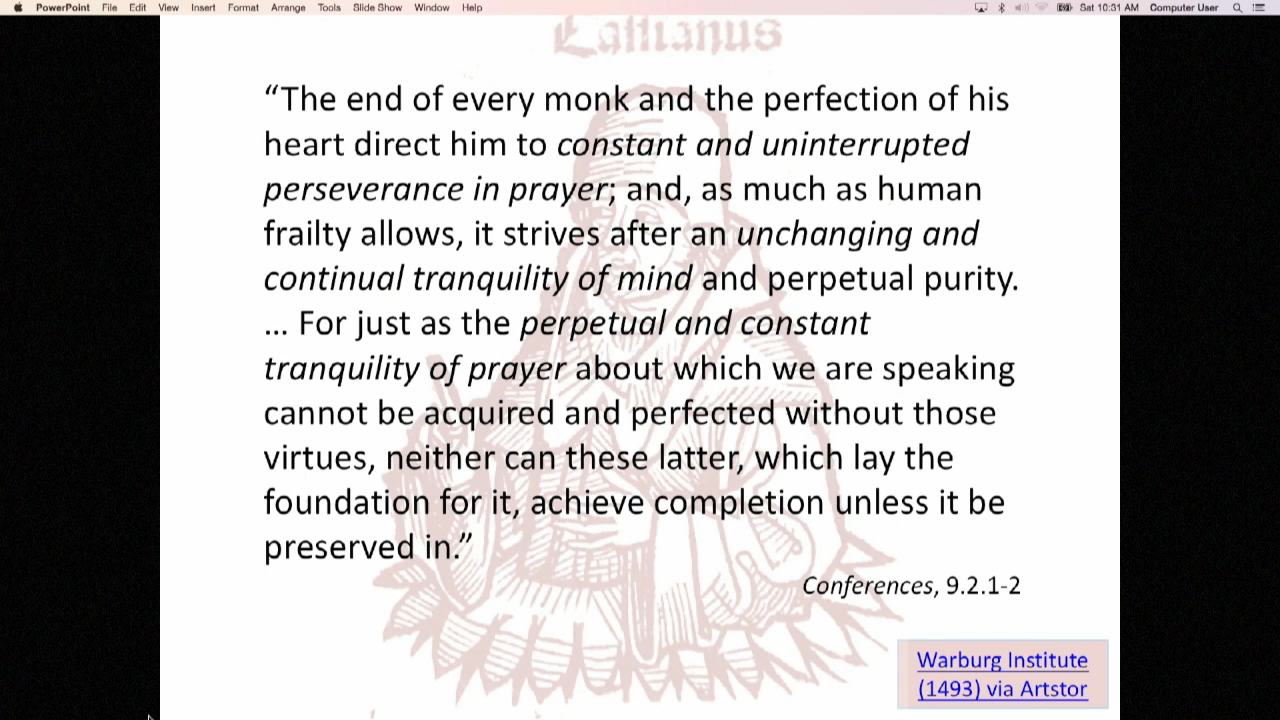 PowerPoint File Edit View Insert Format Arrange Tools Slide Show Window Help Sat 10:31 AM Computer User
Caſſianus
“The end of every monk and the perfection of his
heart direct him to constant and uninterrupted
perseverance in prayer; and, as much as human
frailty allows, it strives after an unchanging and
continual tranquility of mind and perpetual purity.
... For just as the perpetual and constant
tranquility of prayer about which we are speaking
cannot be acquired and perfected without those
virtues, neither can these latter, which lay the
foundation for it, achieve completion unless it be
preserved in.”
Conferences, 9.2.1-2
Warburg Institute
(1493) via Artstor